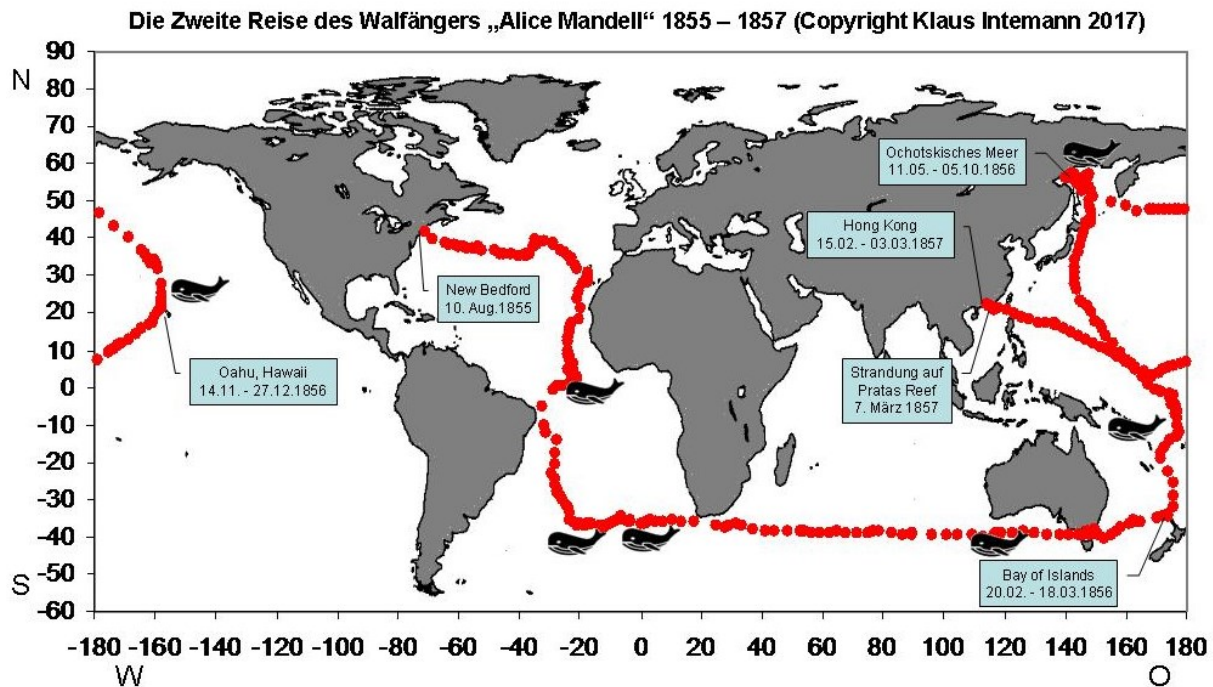 Die Zweite Reise des Walfängers „Alice Mandell“ 1855 – 1857 (Copyright Klaus Intemann 2017)
90
N
80
70
60
50
40
30
20
10
0
-10
-20
-30
-40
-50
S
-60
-180 -160 -140 -120 -100 -80 -60 -40 -20 0 20 40 60 80 100 120 140 160 180
W
O
Ochotskisches Meer
11.05. - 05.10.1856
Hong Kong
15.02. - 03.03.1857
New Bedford
10. Aug.1855
Oahu, Hawaii
14.11. - 27.12.1856
Strandung auf
Pratas Reef
7. März 1857
Bay of Islands
20.02. - 18.03.1856